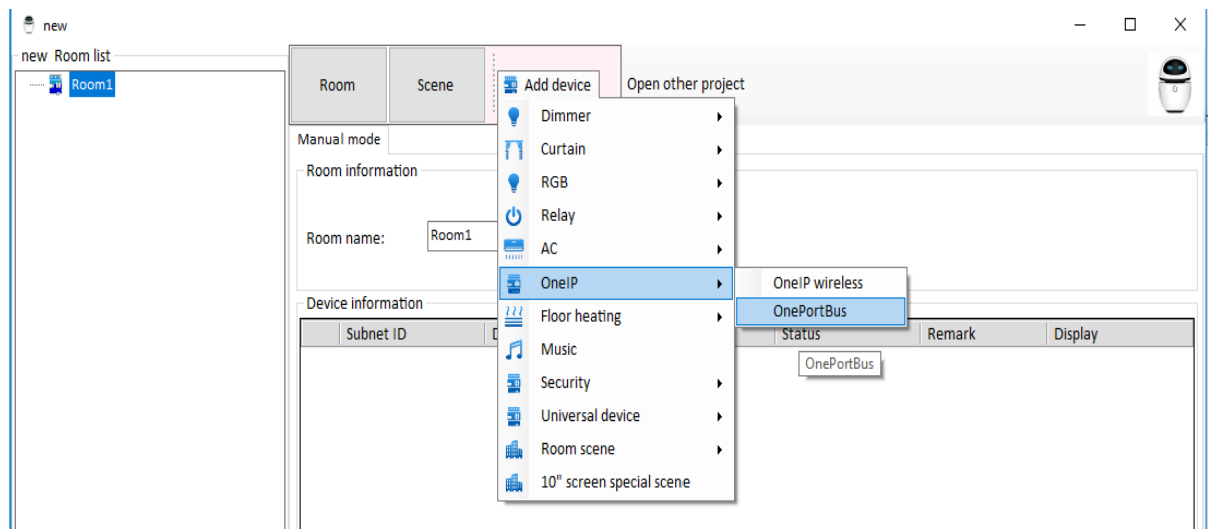 new
new Room list
Room1
Room
Scene
Add device
Open other project
Dimmer
Curtain
RGB
Relay
AC
OneIP
Floor heating
Music
Security
Universal device
Room scene
10" screen special scene
OneIP wireless
OnePortBus
Manual mode
Room information
Room name:
Room1
Device information
Subnet ID
Status
Remark
Display
OnePortBus